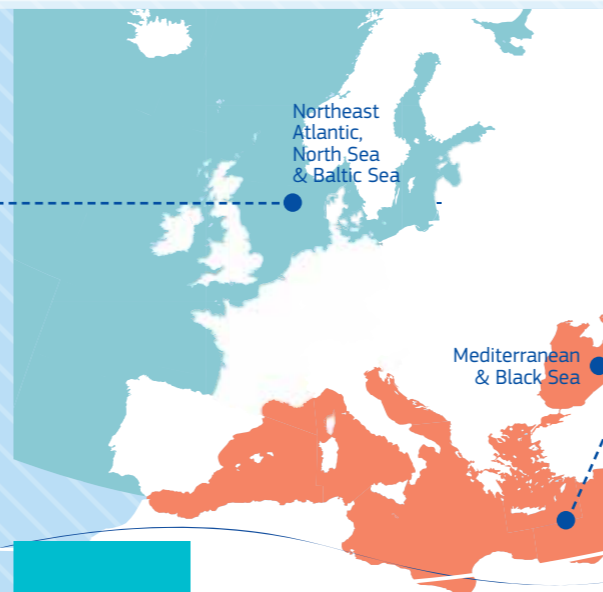 Northeast
Atlantic,
North Sea
& Baltic Sea
Mediterranean
& Black Sea